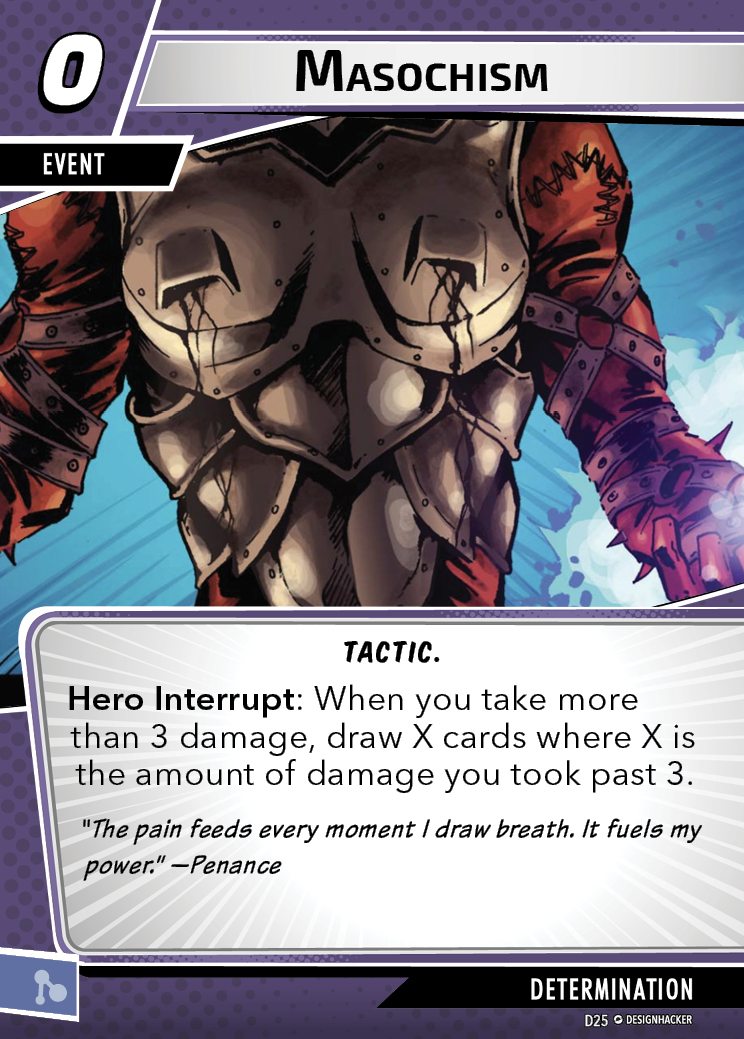 0
MASOCHISM
EVENT
TACTIC.
Hero Interrupt: When you take more
than 3 damage, draw X cards where X is
the amount of damage you took past 3.
"The pain feeds every moment I draw breath. It fuels my
power." —Penance
DETERMINATION
D25 DESIGNHACKER